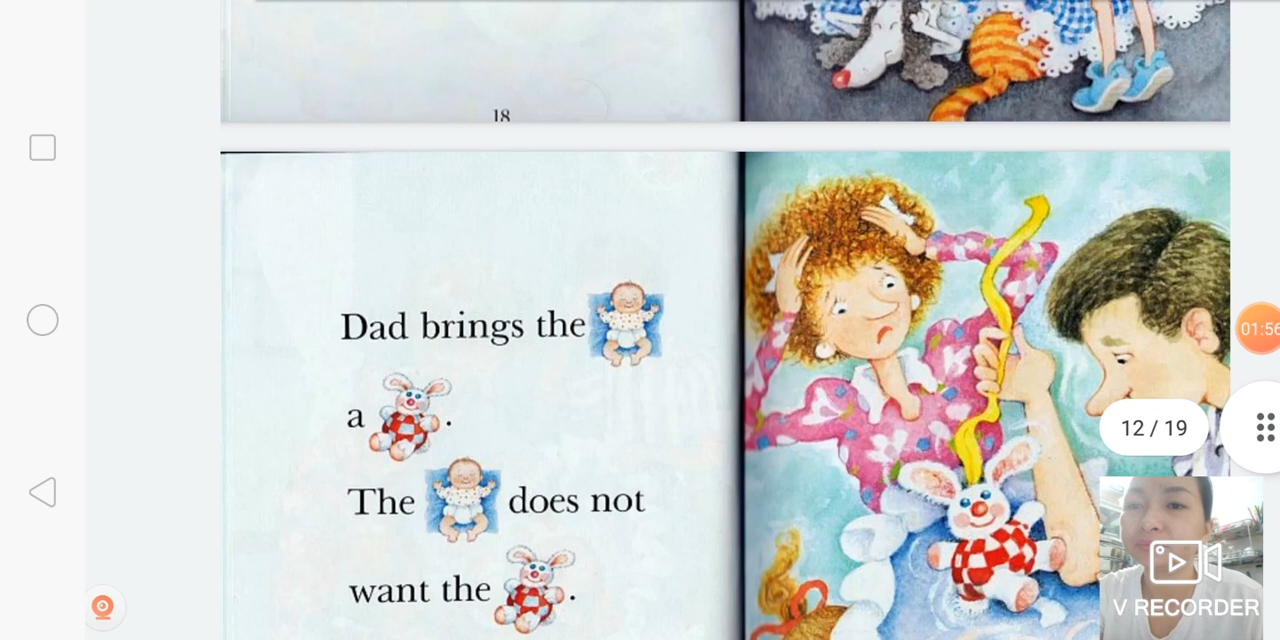 18
Dad brings the
a .
The does not
want the .
01:56
12 / 19
V RECORDER